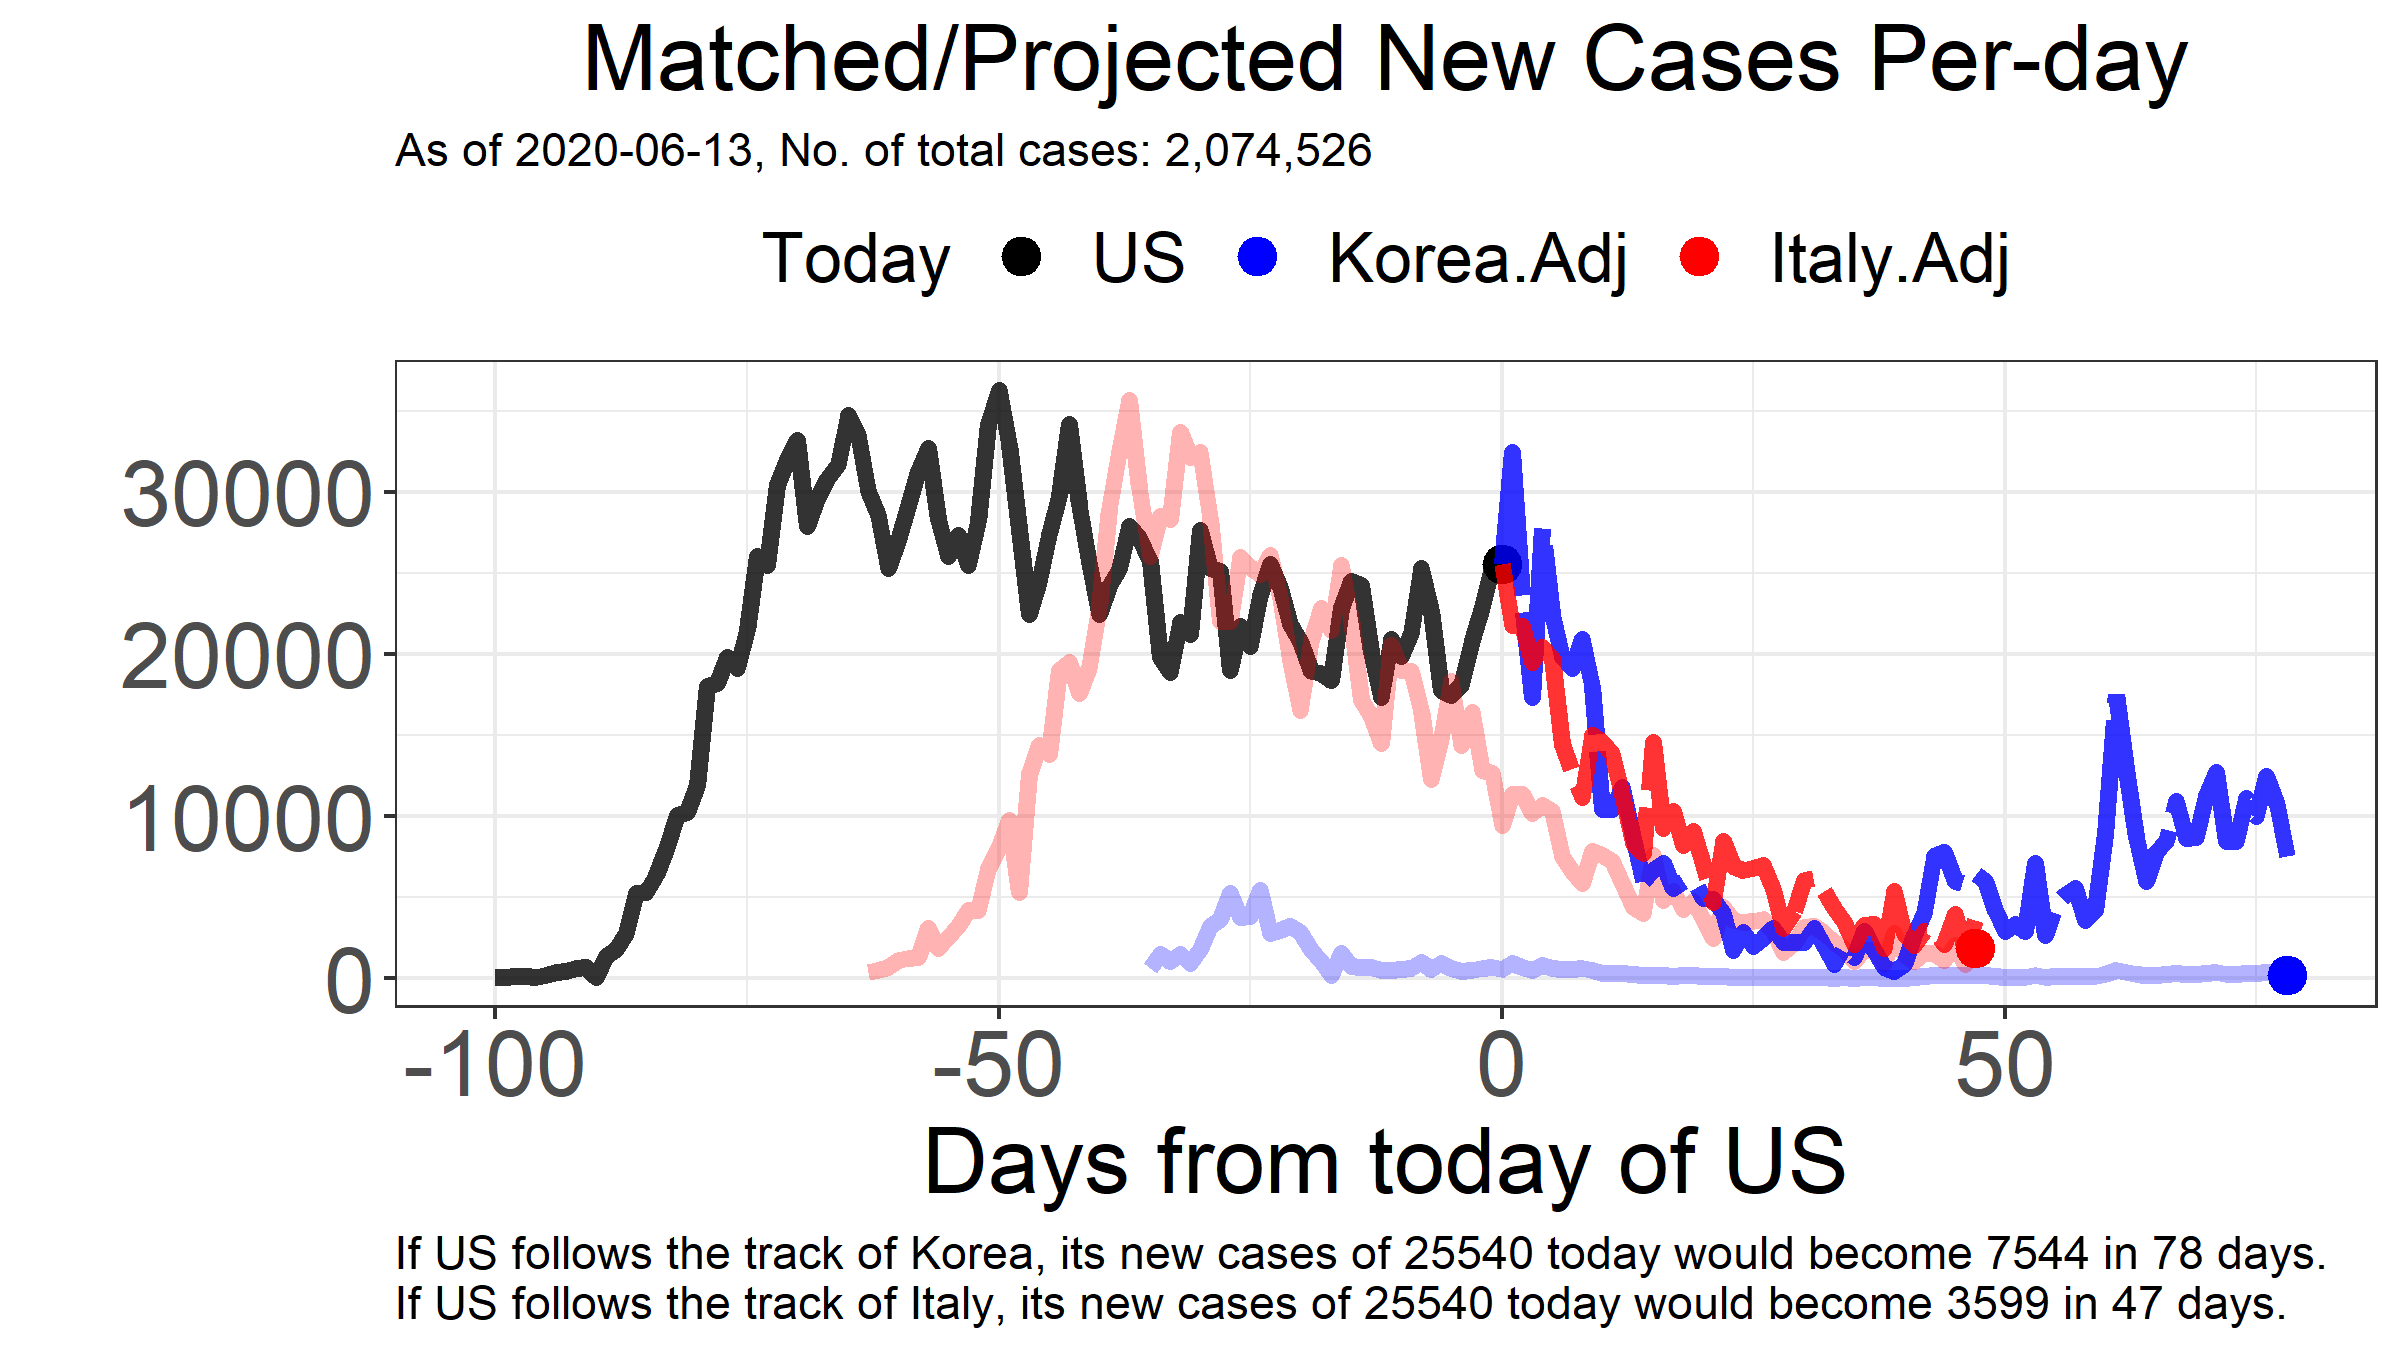 Matched/Projected New Cases Per-day
As of 2020-06-13, No. of total cases: 2,074,526
Today US Korea.Adj Italy.Adj
30000
20000
10000
0
-100 -50 0 50
Days from today of US
If US follows the track of Korea, its new cases of 25540 today would become 7544 in 78 days.
If US follows the track of Italy, its new cases of 25540 today would become 3599 in 47 days.